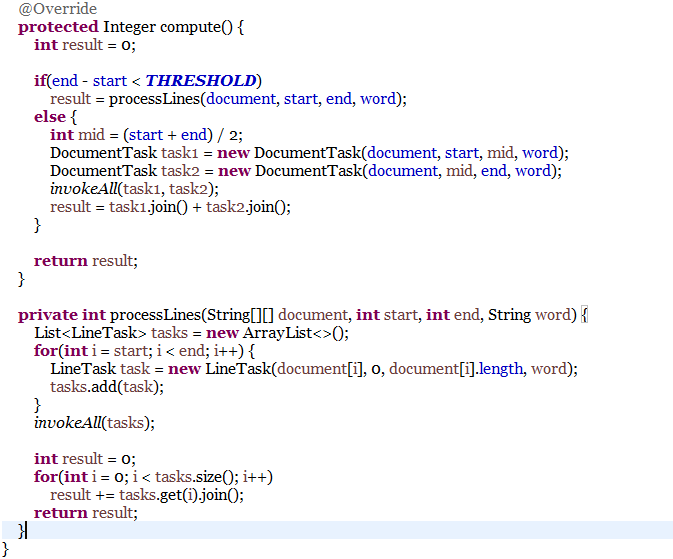 @Override
protected Integer compute() {
int result = 0;
if(end - start < THRESHOLD)
result = processLines(document, start, end, word);
else {
int mid = (start + end) / 2;
DocumentTask task1 = new DocumentTask(document, start, mid, word);
DocumentTask task2 = new DocumentTask(document, mid, end, word);
invokeAll(task1, task2);
result = task1.join() + task2.join();
}
return result;
}
private int processLines(String[][] document, int start, int end, String word) {
List<LineTask> tasks = new ArrayList<>();
for(int i = start; i < end; i++) {
LineTask task = new LineTask(document[i], 0, document[i].length, word);
tasks.add(task);
}
invokeAll(tasks);
int result = 0;
for(int i = 0; i < tasks.size(); i++)
result += tasks.get(i).join();
return result;
}
}